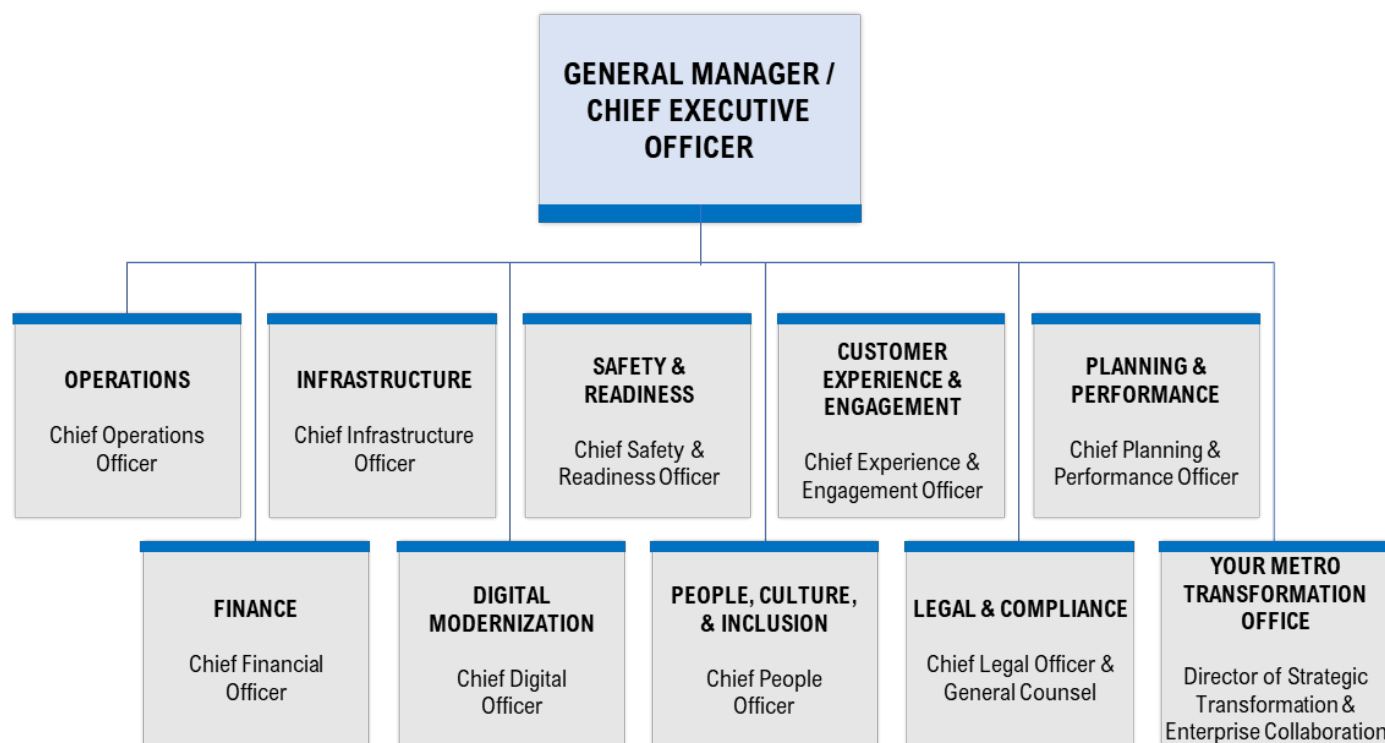 GENERAL MANAGER /
CHIEF EXECUTIVE
OFFICER
OPERATIONS
Chief Operations
Officer
INFRASTRUCTURE
Chief Infrastructure
Officer
SAFETY &
READINESS
Chief Safety &
Readiness Officer
CUSTOMER
EXPERIENCE &
ENGAGEMENT
Chief Experience &
Engagement Officer
PLANNING &
PERFORMANCE
Chief Planning &
Performance Officer
FINANCE
Chief Financial
Officer
DIGITAL
MODERNIZATION
Chief Digital
Officer
PEOPLE, CULTURE,
& INCLUSION
Chief People
Officer
LEGAL & COMPLIANCE
Chief Legal Officer &
General Counsel
YOUR METRO
TRANSFORMATION
OFFICE
Director of Strategic
Transformation &
Enterprise Collaboration